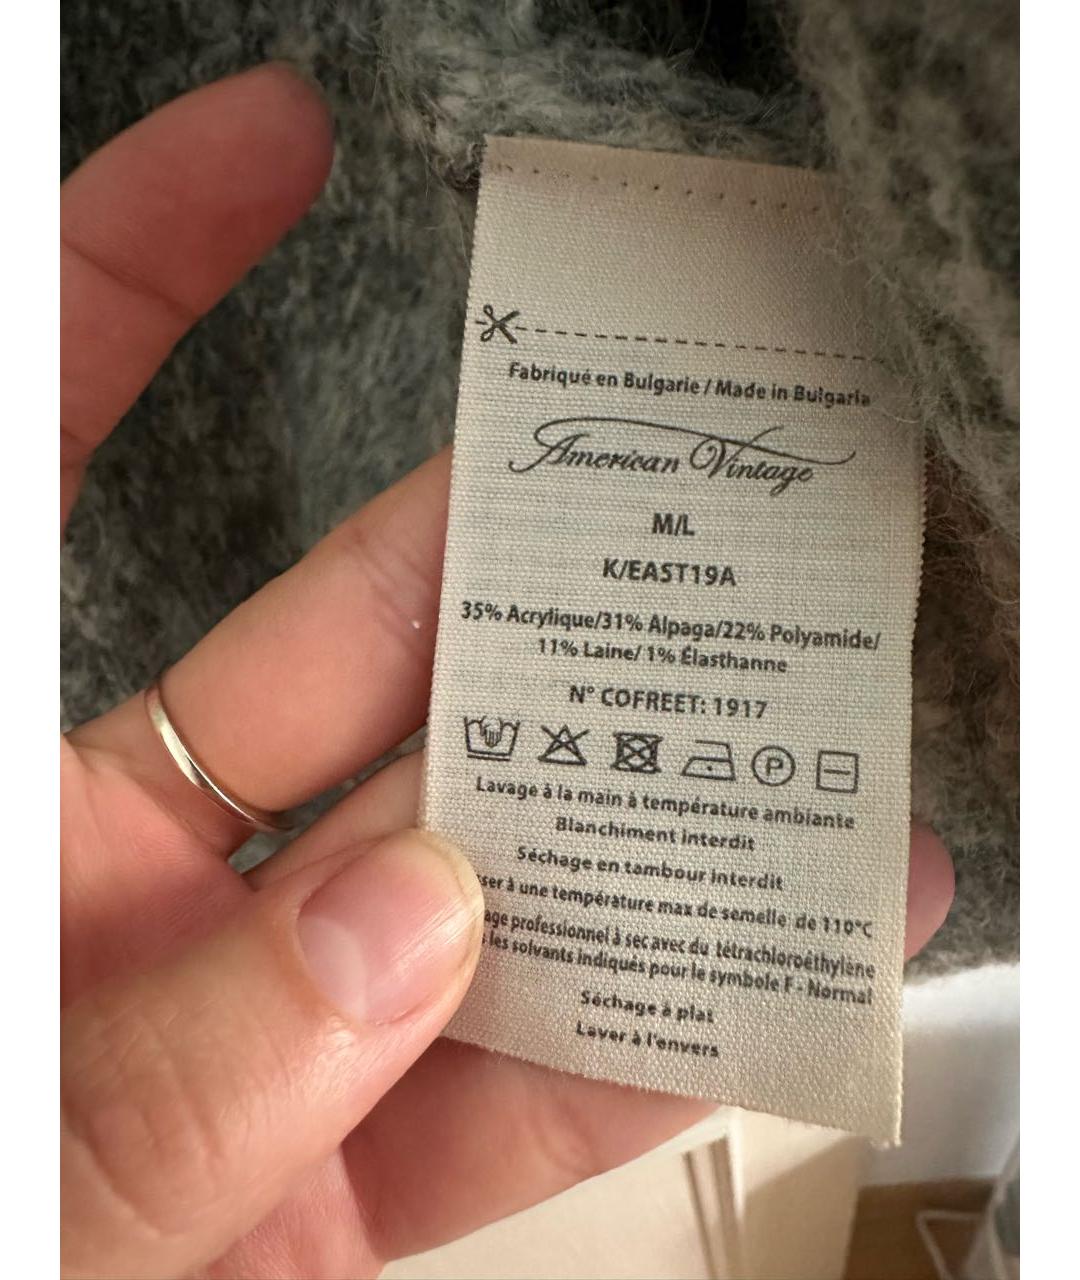 Fabriqué en Bulgarie / Made in Bulgaria
American Vintage
M/L
K/EAST19A
35% Acrylique/31% Alpaga/22% Polyamide/
11% Laine/ 1% Élasthanne
N° COFREET: 1917
P
Lavage à la main à température ambiante
Blanchiment interdit
Séchage en tambour interdit
à une température max de semelle de 110°C
professionnel à sec avec du tétrachloroéthylène
les solvants indiqués pour le symbole F - Normal
Séchage à plat
Laver à l'envers